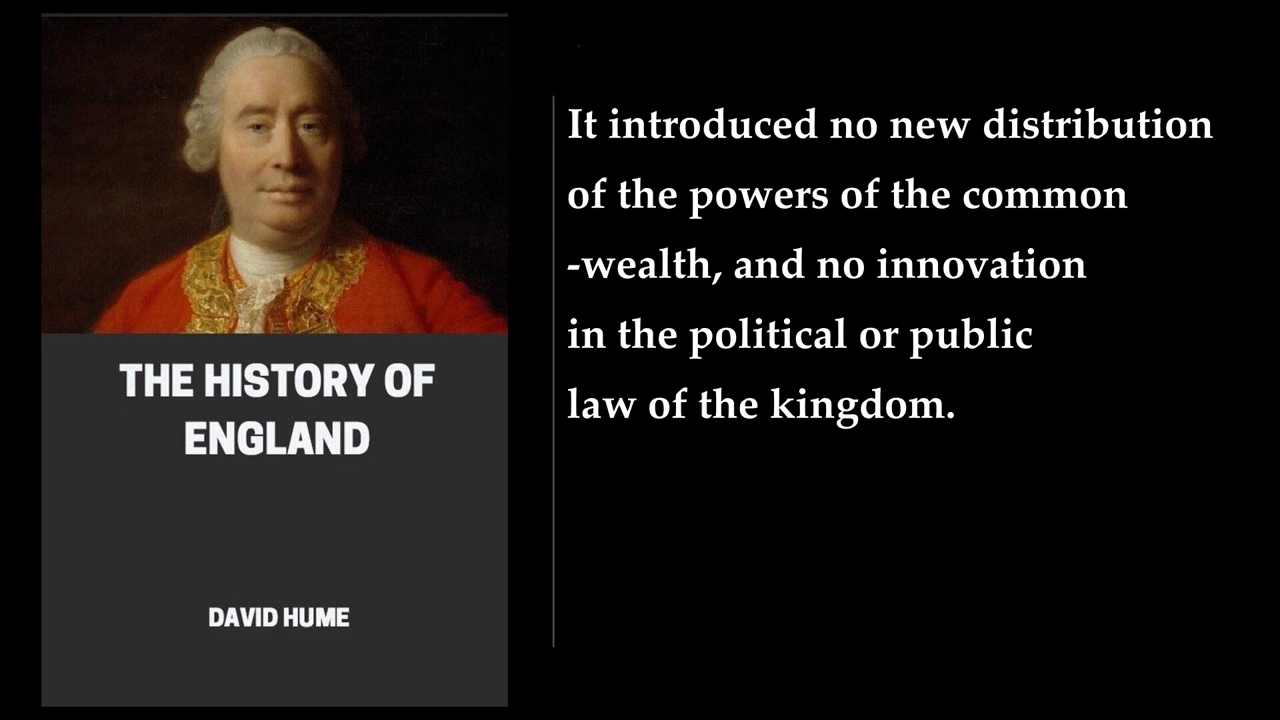 THE HISTORY OF
ENGLAND
DAVID HUME
It introduced no new distribution
of the powers of the common
-wealth, and no innovation
in the political or public
law of the kingdom.